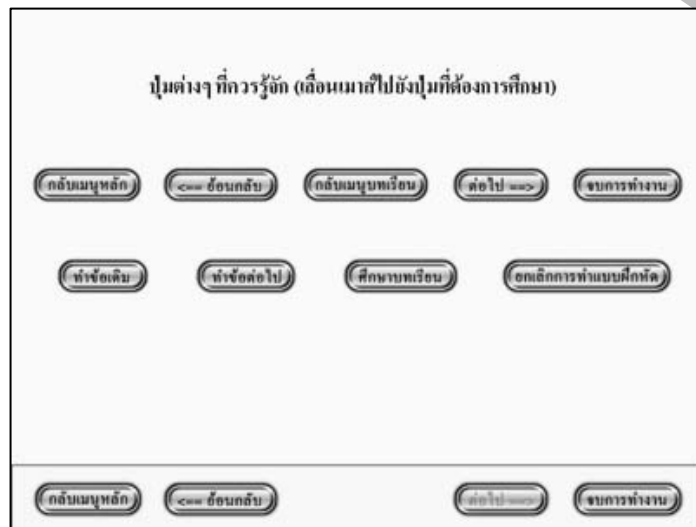 ปุ่มต่างๆ ที่ควรรู้จัก (เลื่อนเมาส์ไปยังปุ่มที่ต้องการศึกษา)
กลับเมนูหลัก <== ย้อนกลับ กลับเมนูบทเรียน ต่อไป ==> จบการทำงาน
ทำข้อเดิม ทำข้อต่อไป ศึกษาบทเรียน ยกเลิกการทำแบบฝึกหัด
กลับเมนูหลัก <== ย้อนกลับ ต่อไป ==> จบการทำงาน